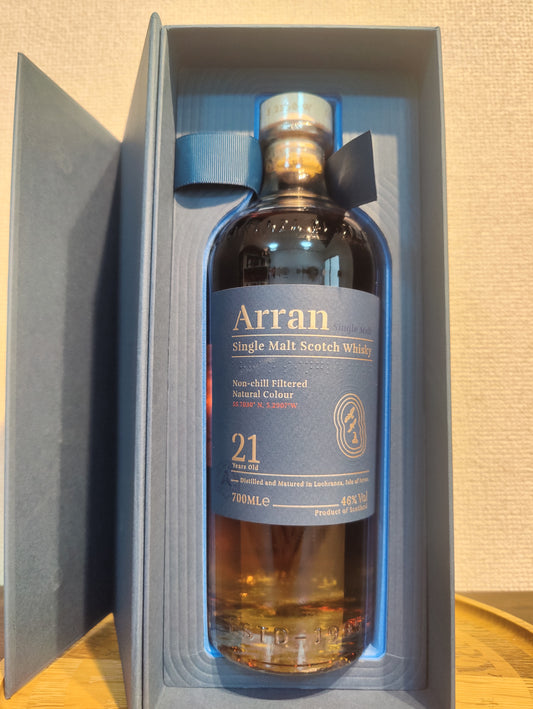 Arran Single Malt
Single Malt Scotch Whisky
Non-chill Filtered
Natural Colour
21
Years Old
Distilled and Matured in Lochranza, Isle of Arran
700MLe 46% Vol
Product of Scotland